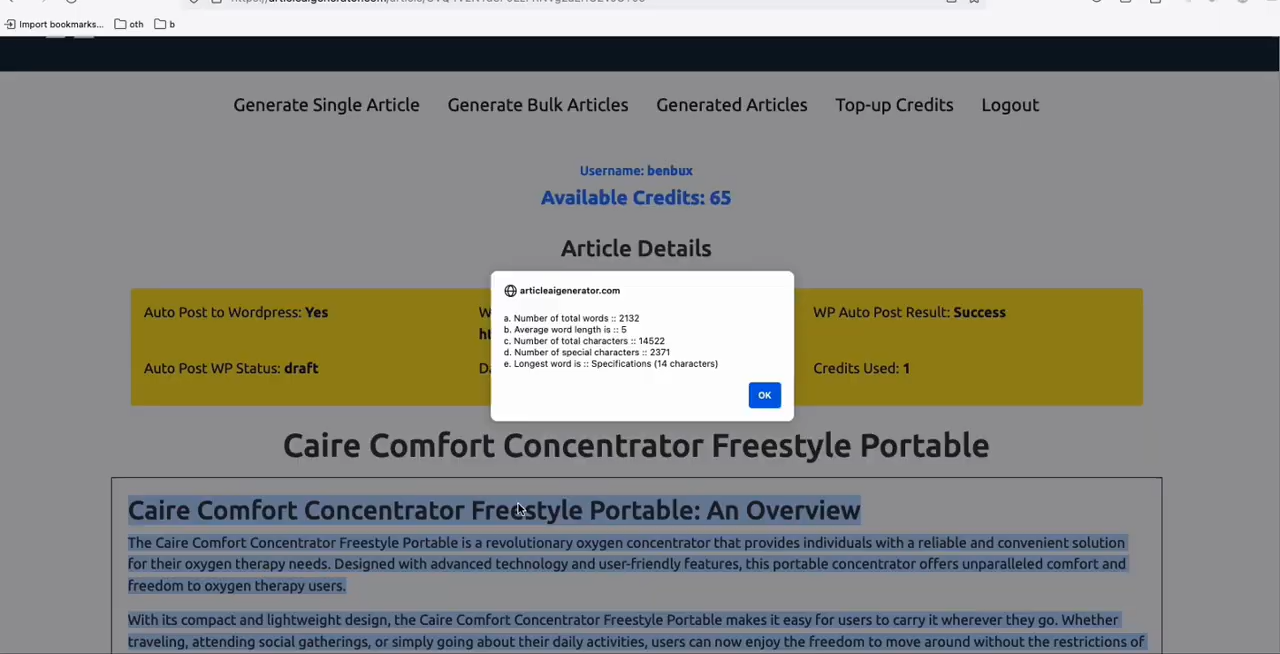 Import bookmarks... oth b
Generate Single Article Generate Bulk Articles Generated Articles Top-up Credits Logout
Username: benbux
Available Credits: 65
Article Details
articleaigenerator.com
a. Number of total words :: 2132
b. Average word length is :: 5
c. Number of total characters :: 14522
d. Number of special characters :: 2371
e. Longest word is :: Specifications (14 characters)
OK
Auto Post to Wordpress: Yes
WP Auto Post Result: Success
Auto Post WP Status: draft
Credits Used: 1
Caire Comfort Concentrator Freestyle Portable
Caire Comfort Concentrator Freestyle Portable: An Overview
The Caire Comfort Concentrator Freestyle Portable is a revolutionary oxygen concentrator that provides individuals with a reliable and convenient solution
for their oxygen therapy needs. Designed with advanced technology and user-friendly features, this portable concentrator offers unparalleled comfort and
freedom to oxygen therapy users.
With its compact and lightweight design, the Caire Comfort Concentrator Freestyle Portable makes it easy for users to carry it wherever they go. Whether
traveling, attending social gatherings, or simply going about their daily activities, users can now enjoy the freedom to move around without the restrictions of